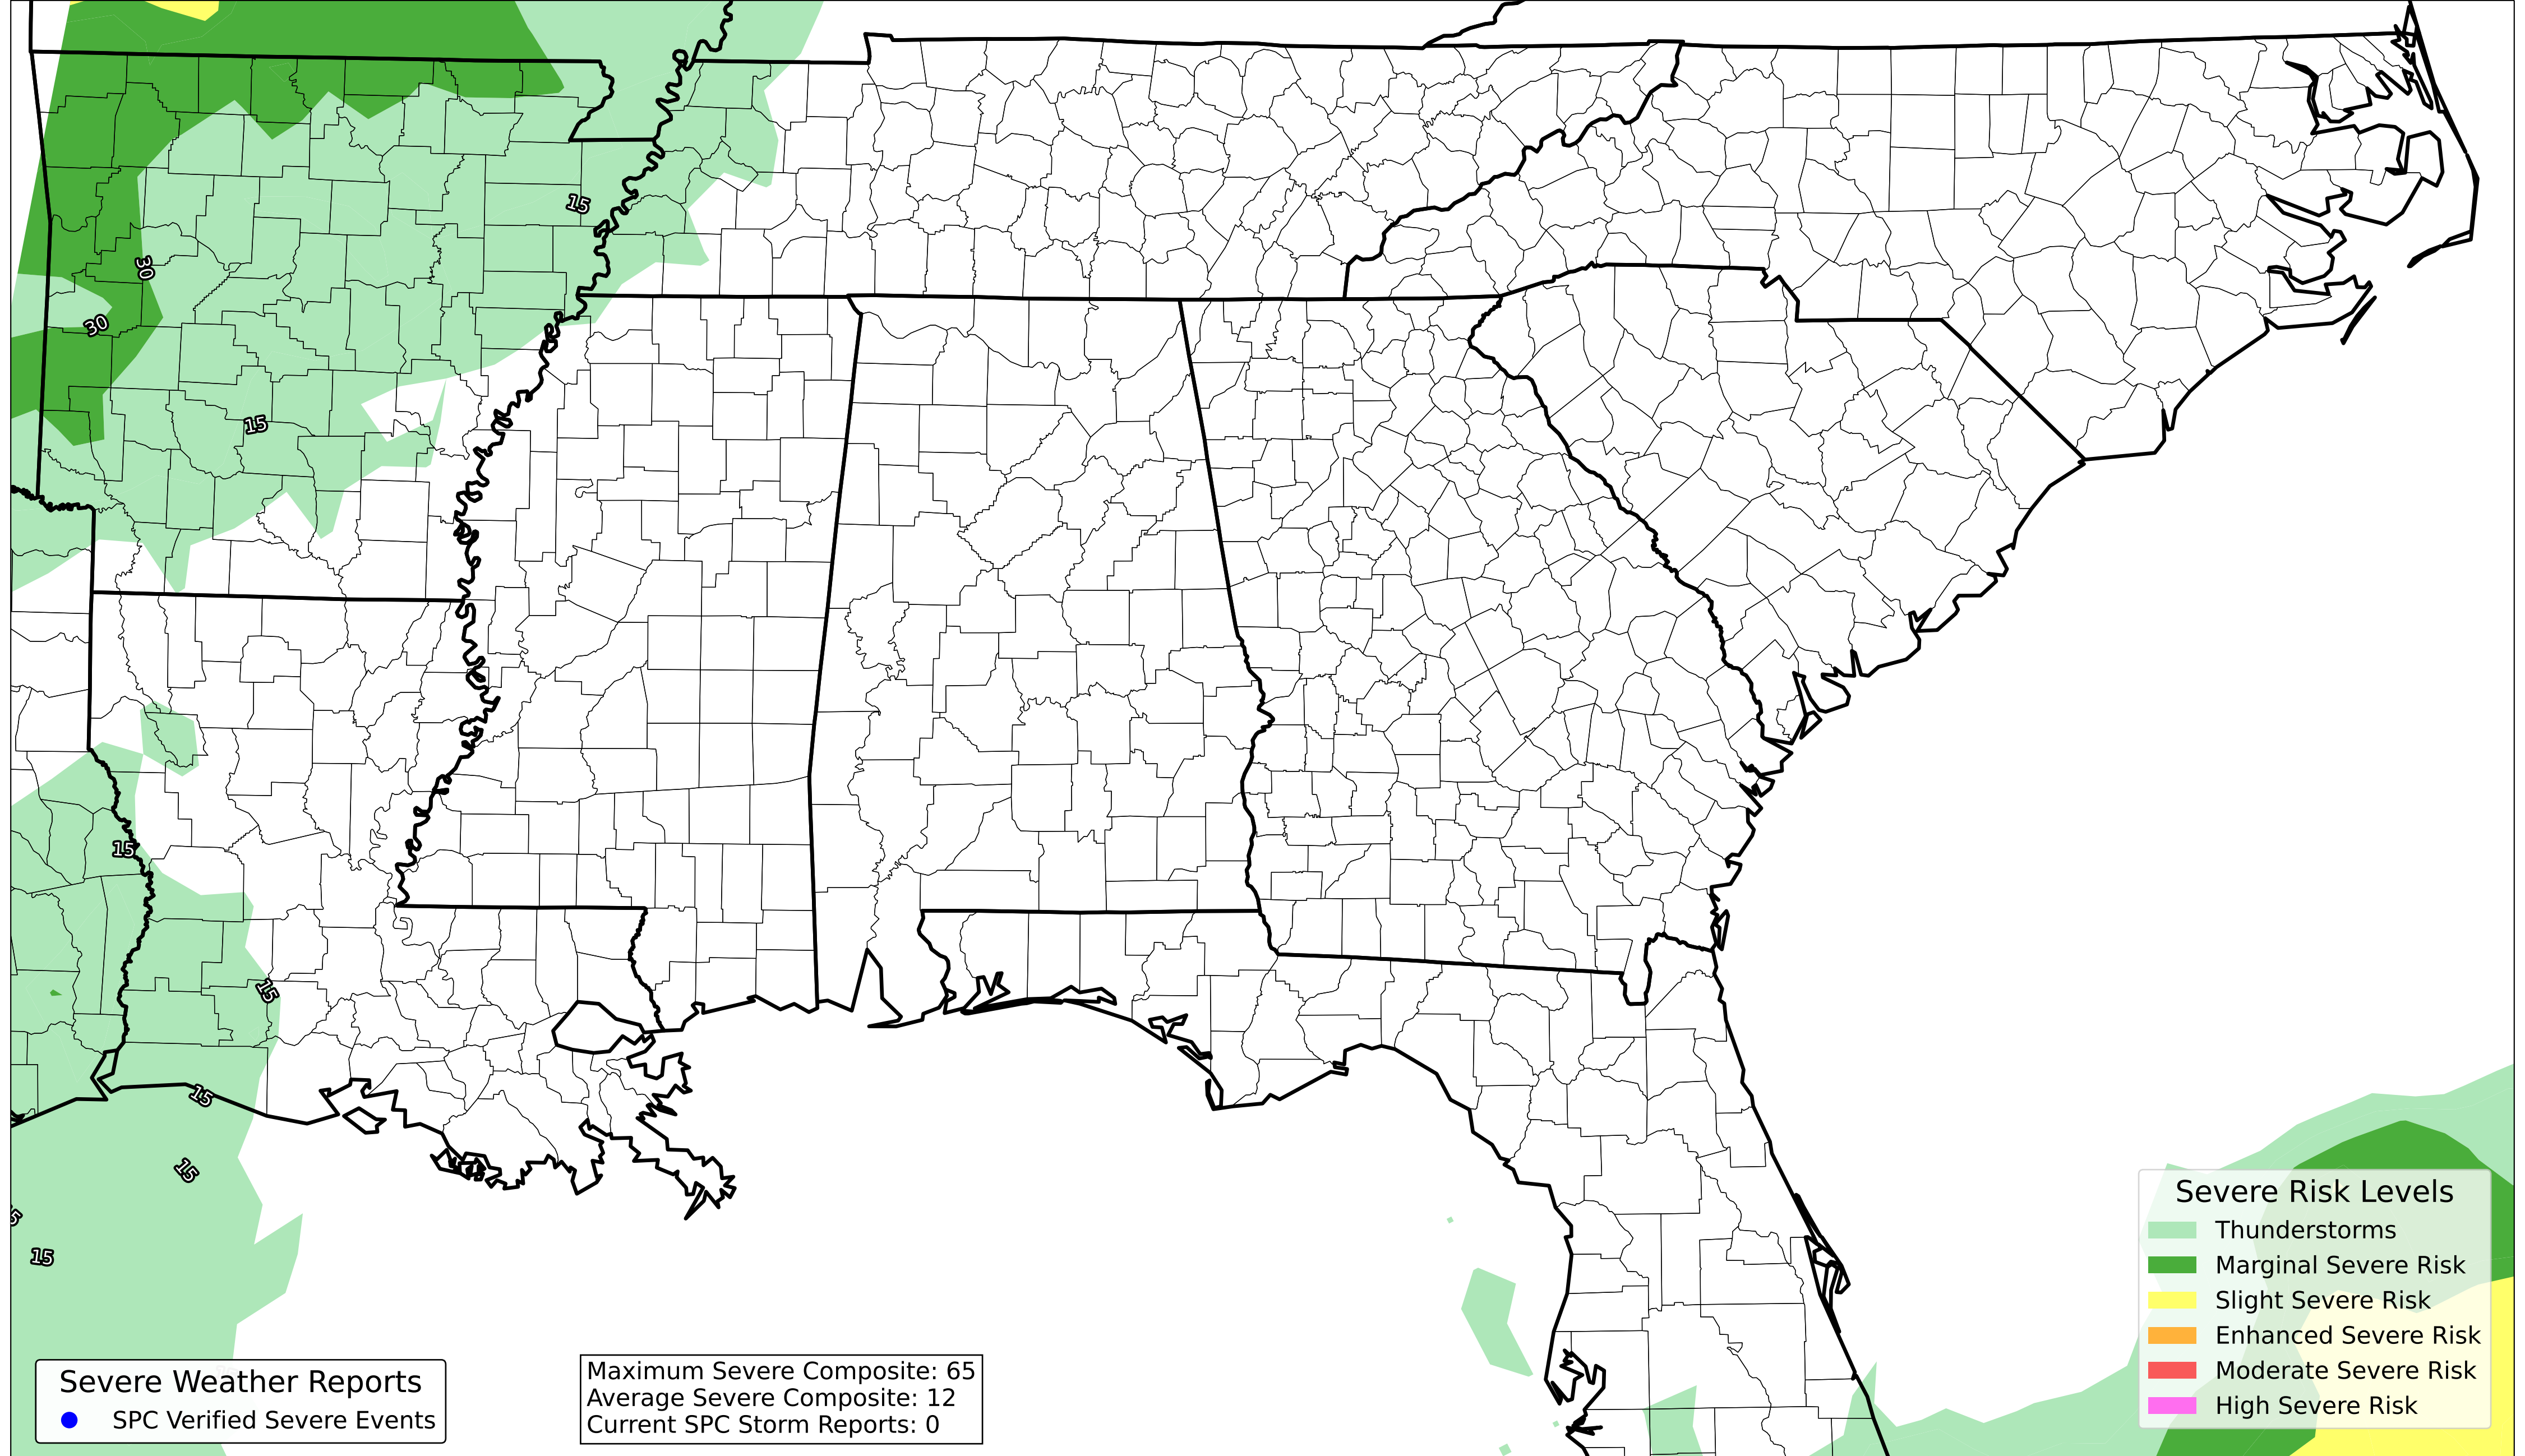 15
30
30
15
15
15
15
15
15
Severe Risk Levels
Thunderstorms
Marginal Severe Risk
Slight Severe Risk
Enhanced Severe Risk
Moderate Severe Risk
High Severe Risk
Severe Weather Reports
SPC Verified Severe Events
Maximum Severe Composite: 65
Average Severe Composite: 12
Current SPC Storm Reports: 0